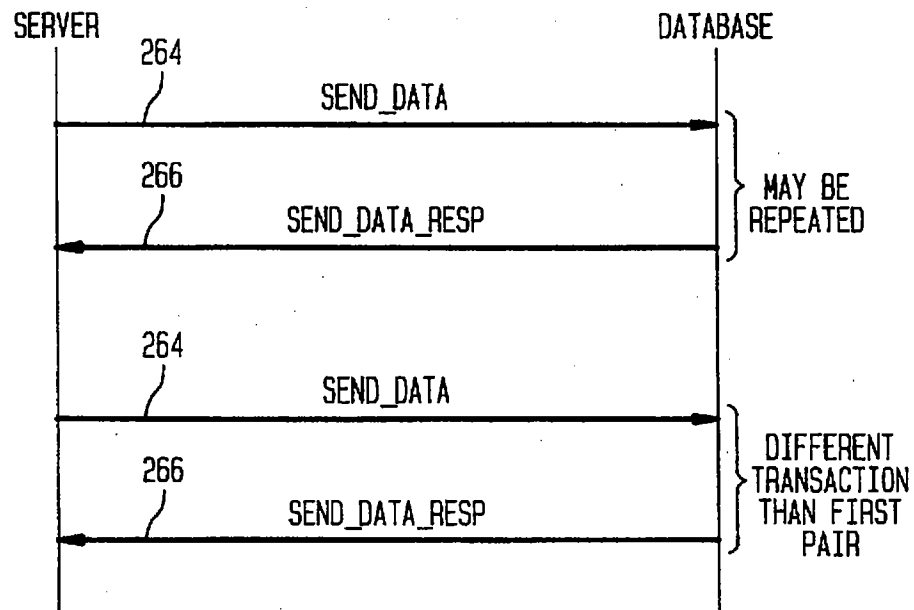 SERVER DATABASE
264
SEND_DATA
266
SEND_DATA_RESP
MAY BE
REPEATED
264
SEND_DATA
266
SEND_DATA_RESP
DIFFERENT
TRANSACTION
THAN FIRST
PAIR